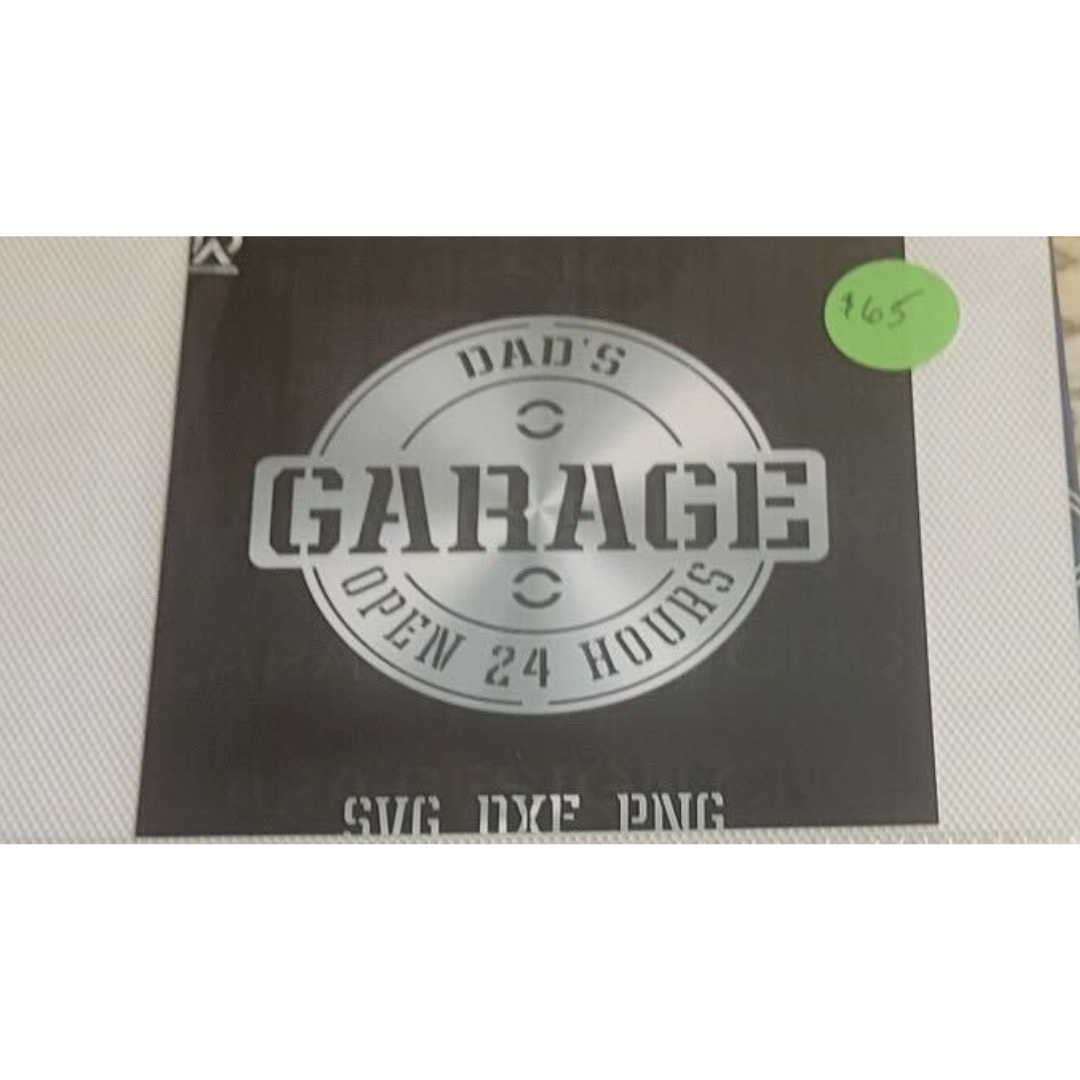 $65
DAD'S
GARAGE
OPEN 24 HOURS
SVG DXF PNG